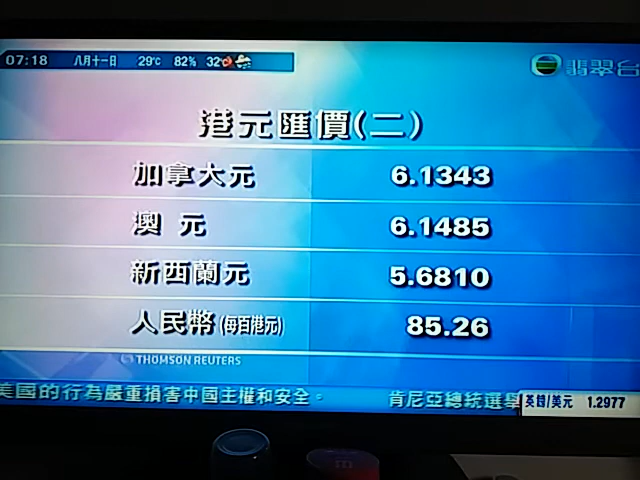 07:18 八月十一日 29℃ 82% 32℃
翡翠台
港元匯價(二)
加拿大元 6.1343
澳 元 6.1485
新西蘭元 5.6810
人民幣(每百港元) 85.26
THOMSON REUTERS
美國的行為嚴重損害中國主權和安全。 肯尼亞總統選舉
英鎊/美元 1.2977